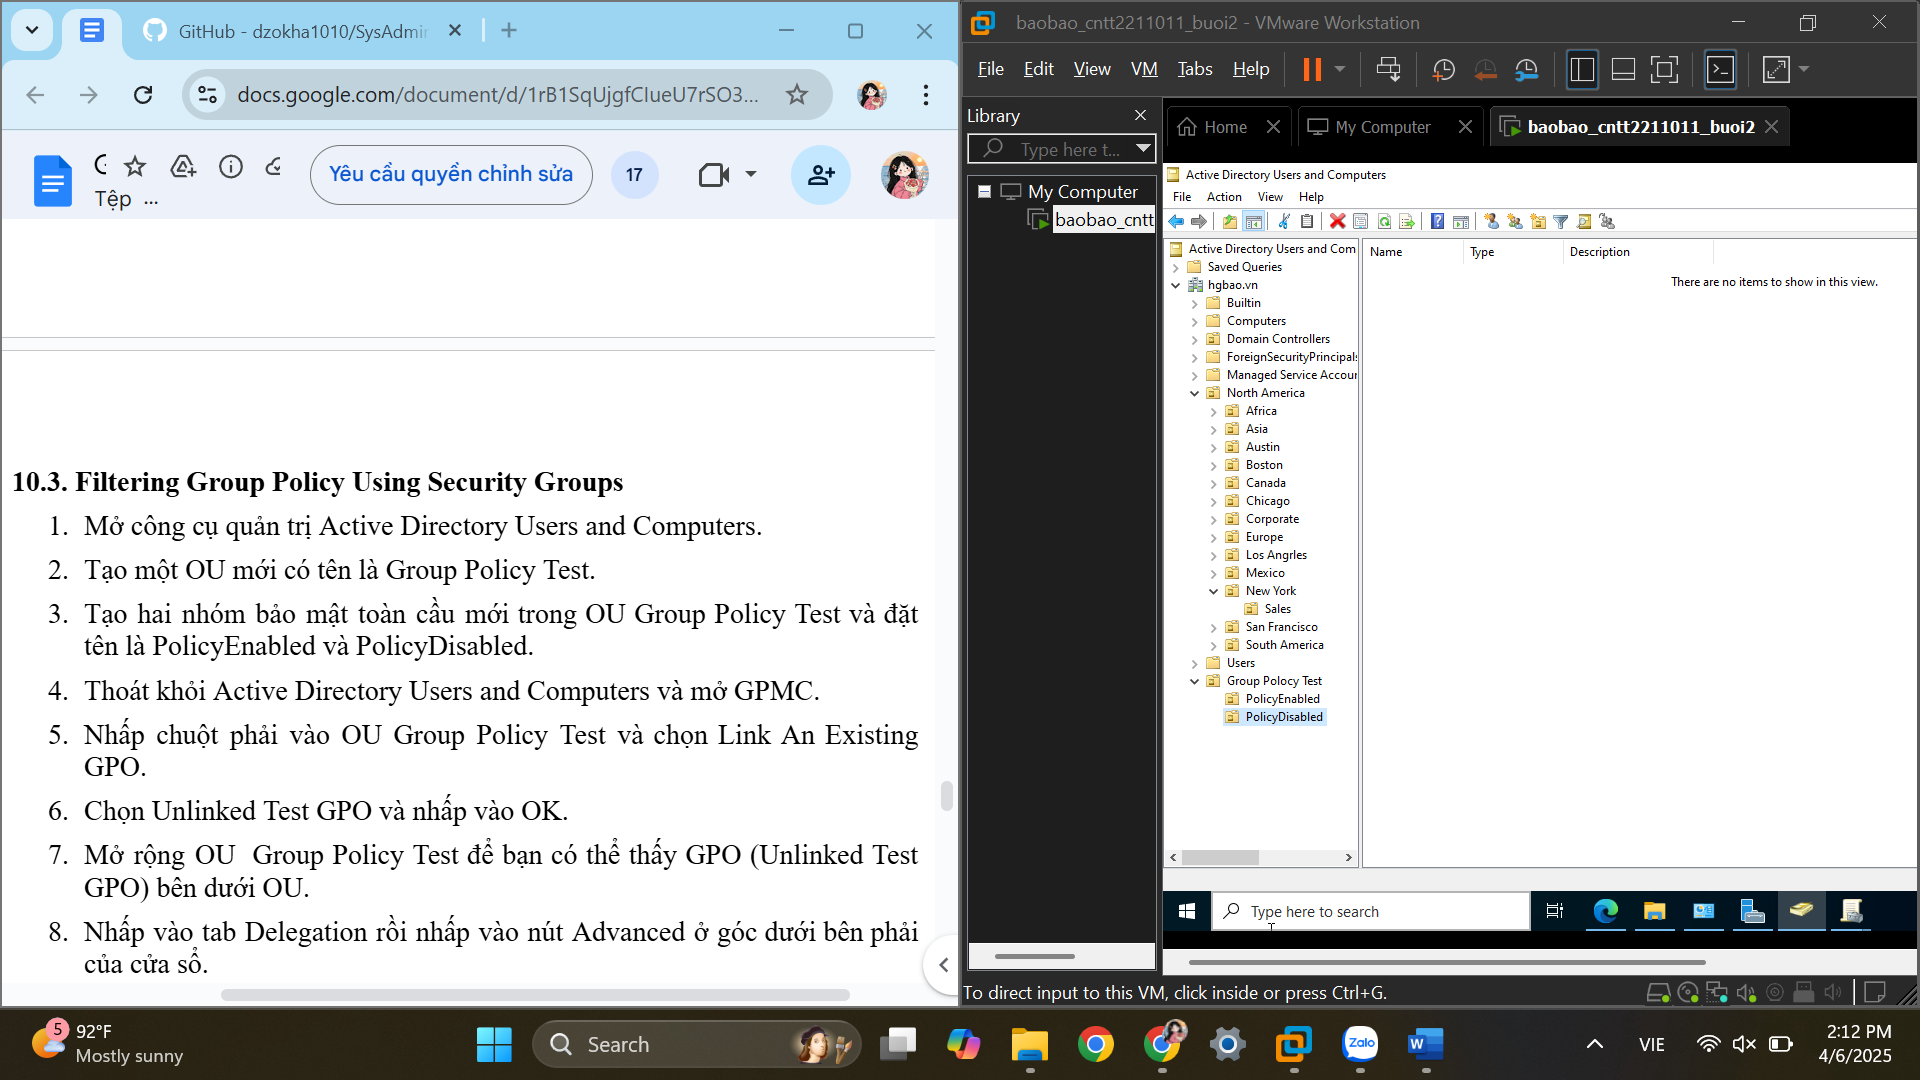 GitHub - dzokha1010/SysAdmin
docs.google.com/document/d/1rB1SqUjgfCIueU7rSO3...
Tệp ...
Yêu cầu quyền chỉnh sửa
17
10.3. Filtering Group Policy Using Security Groups
1. Mở công cụ quản trị Active Directory Users and Computers.
2. Tạo một OU mới có tên là Group Policy Test.
3. Tạo hai nhóm bảo mật toàn cầu mới trong OU Group Policy Test và đặt
tên là PolicyEnabled và PolicyDisabled.
4. Thoát khỏi Active Directory Users and Computers và mở GPMC.
5. Nhấp chuột phải vào OU Group Policy Test và chọn Link An Existing
GPO.
6. Chọn Unlinked Test GPO và nhấp vào OK.
7. Mở rộng OU Group Policy Test để bạn có thể thấy GPO (Unlinked Test
GPO) bên dưới OU.
8. Nhấp vào tab Delegation rồi nhấp vào nút Advanced ở góc dưới bên phải
của cửa sổ.
baobao_cntt2211011_buoi2 - VMware Workstation
File Edit View VM Tabs Help
Library
Type here t...
My Computer
baobao_cntt
Home
My Computer
baobao_cntt2211011_buoi2
Active Directory Users and Computers
File Action View Help
Active Directory Users and Com
Saved Queries
hgbao.vn
Builtin
Computers
Domain Controllers
ForeignSecurityPrincipals
Managed Service Accour
North America
Africa
Asia
Austin
Boston
Canada
Chicago
Corporate
Europe
Los Angrles
Mexico
New York
Sales
San Francisco
South America
Users
Group Polocy Test
PolicyEnabled
PolicyDisabled
Name Type Description
There are no items to show in this view.
Type here to search
To direct input to this VM, click inside or press Ctrl+G.
5
92°F
Mostly sunny
Search
Zalo
W
VIE
2:12 PM
4/6/2025